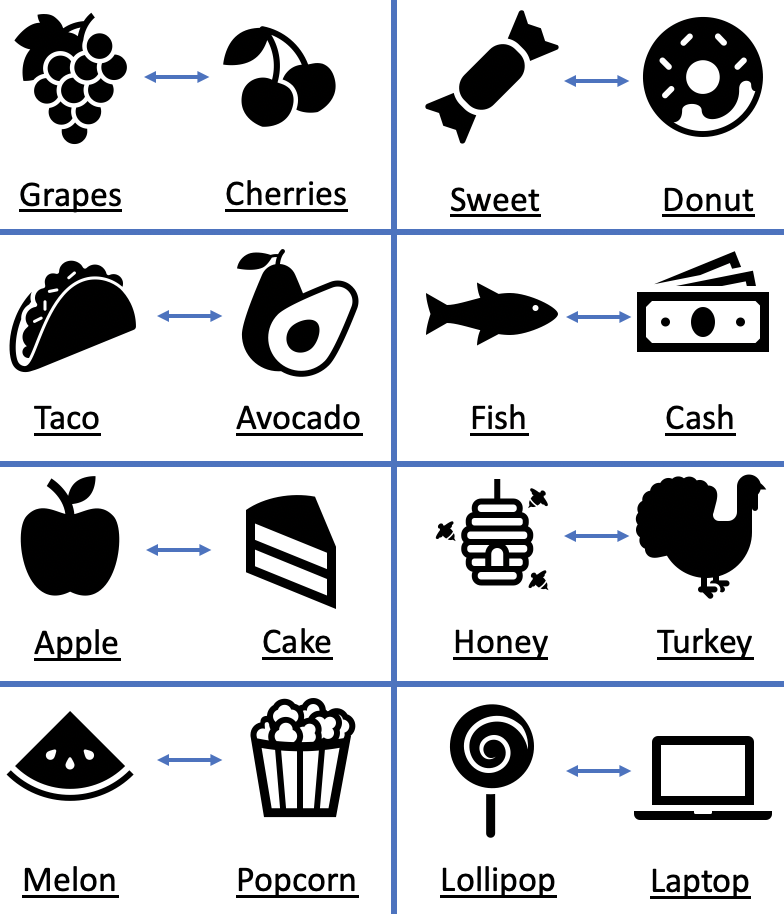 Grapes Cherries
Sweet Donut
Taco Avocado
Fish Cash
Apple Cake
Honey Turkey
Melon Popcorn
Lollipop Laptop